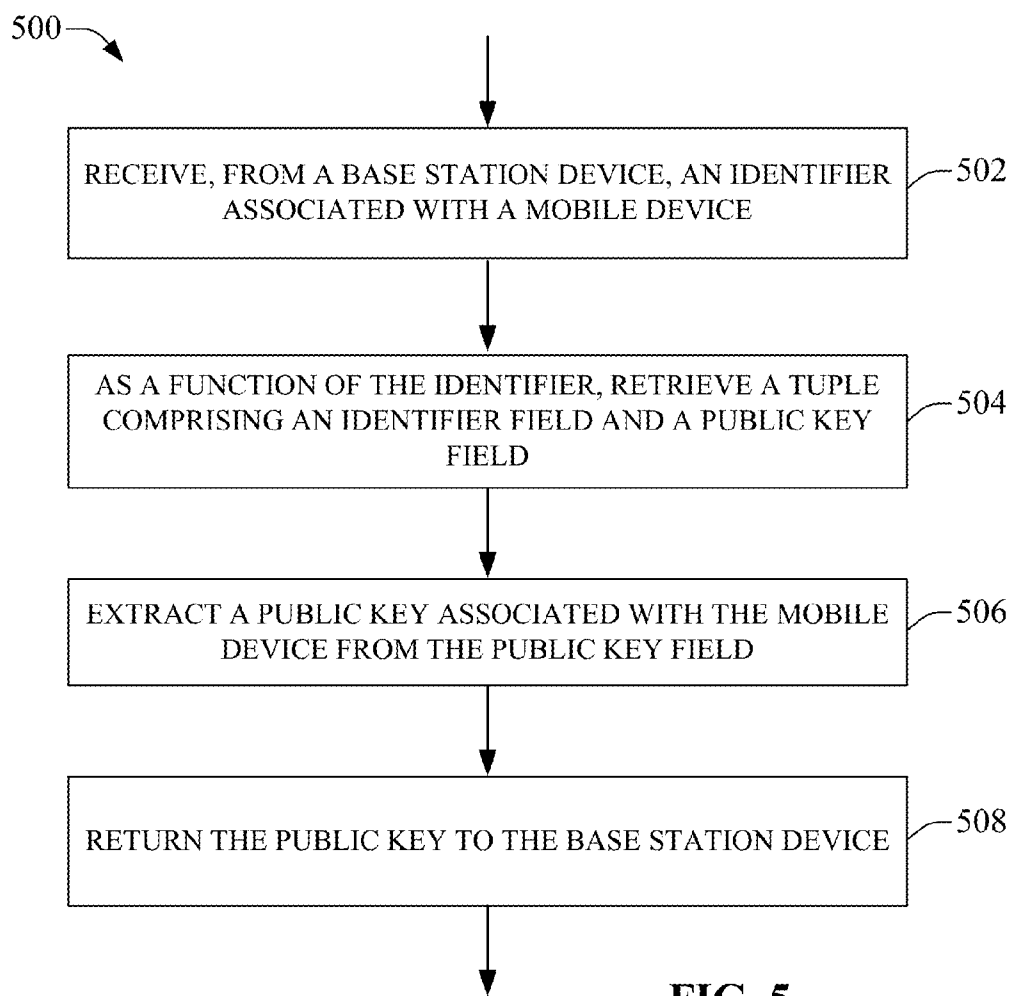 500
RECEIVE, FROM A BASE STATION DEVICE, AN IDENTIFIER
ASSOCIATED WITH A MOBILE DEVICE
502
AS A FUNCTION OF THE IDENTIFIER, RETRIEVE A TUPLE
COMPRISING AN IDENTIFIER FIELD AND A PUBLIC KEY
FIELD
504
EXTRACT A PUBLIC KEY ASSOCIATED WITH THE MOBILE
DEVICE FROM THE PUBLIC KEY FIELD
506
RETURN THE PUBLIC KEY TO THE BASE STATION DEVICE
508
FIG. 5